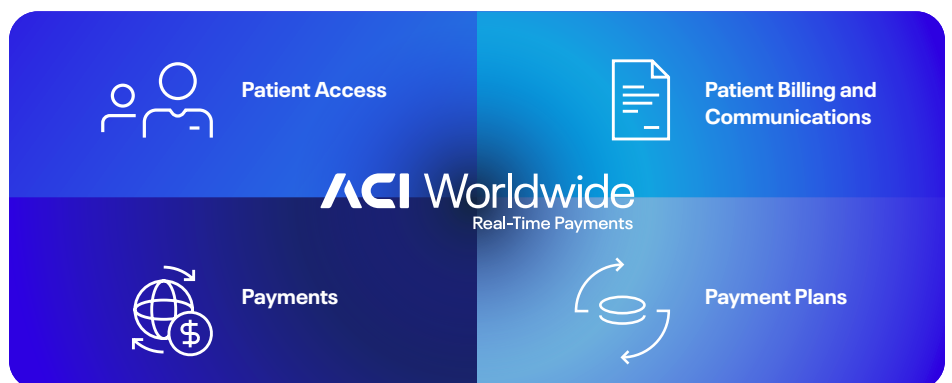 Patient Access
Patient Billing and
Communications
ACI Worldwide
Real-Time Payments
Payments
$
Payment Plans